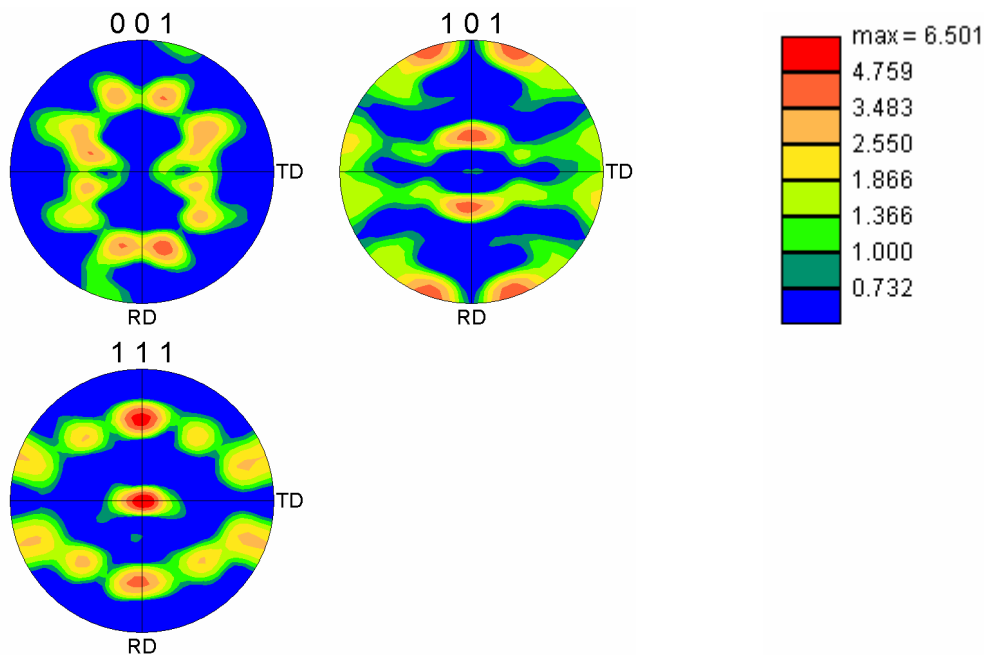 0 0 1
TD
RD
1 0 1
TD
RD
max = 6.501
4.759
3.483
2.550
1.866
1.366
1.000
0.732
1 1 1
TD
RD